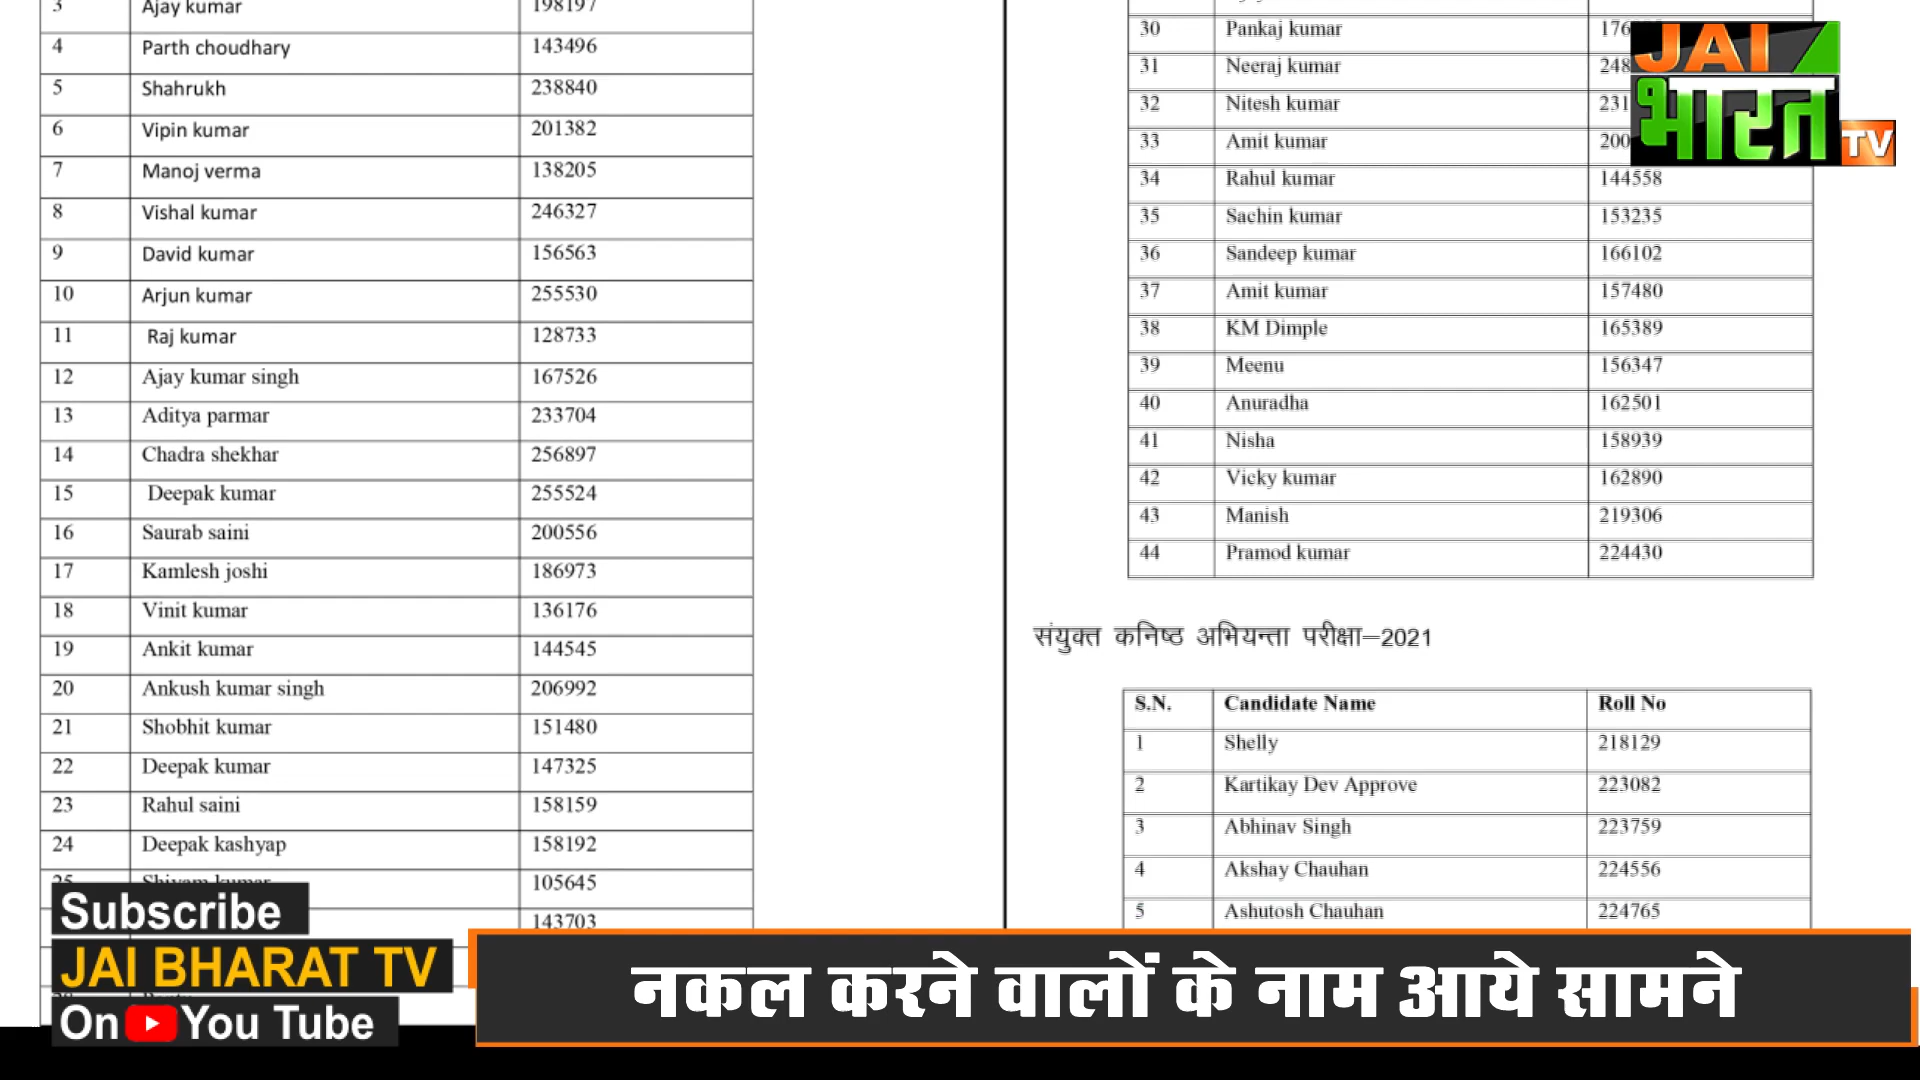 3 Ajay kumar 198197
4 Parth choudhary 143496
5 Shahrukh 238840
6 Vipin kumar 201382
7 Manoj verma 138205
8 Vishal kumar 246327
9 David kumar 156563
10 Arjun kumar 255530
11 Raj kumar 128733
12 Ajay kumar singh 167526
13 Aditya parmar 233704
14 Chadra shekhar 256897
15 Deepak kumar 255524
16 Saurab saini 200556
17 Kamlesh joshi 186973
18 Vinit kumar 136176
19 Ankit kumar 144545
20 Ankush kumar singh 206992
21 Shobhit kumar 151480
22 Deepak kumar 147325
23 Rahul saini 158159
24 Deepak kashyap 158192
105645
143703
30 Pankaj kumar 176
31 Neeraj kumar 248
32 Nitesh kumar 231
33 Amit kumar 200
34 Rahul kumar 144558
35 Sachin kumar 153235
36 Sandeep kumar 166102
37 Amit kumar 157480
38 KM Dimple 165389
39 Meenu 156347
40 Anuradha 162501
41 Nisha 158939
42 Vicky kumar 162890
43 Manish 219306
44 Pramod kumar 224430
संयुक्त कनिष्ठ अभियन्ता परीक्षा–2021
S.N. Candidate Name Roll No
1 Shelly 218129
2 Kartikay Dev Approve 223082
3 Abhinav Singh 223759
4 Akshay Chauhan 224556
5 Ashutosh Chauhan 224765
JAI
भारत
TV
Subscribe
JAI BHARAT TV
On You Tube
नकल करने वालों के नाम आये सामने